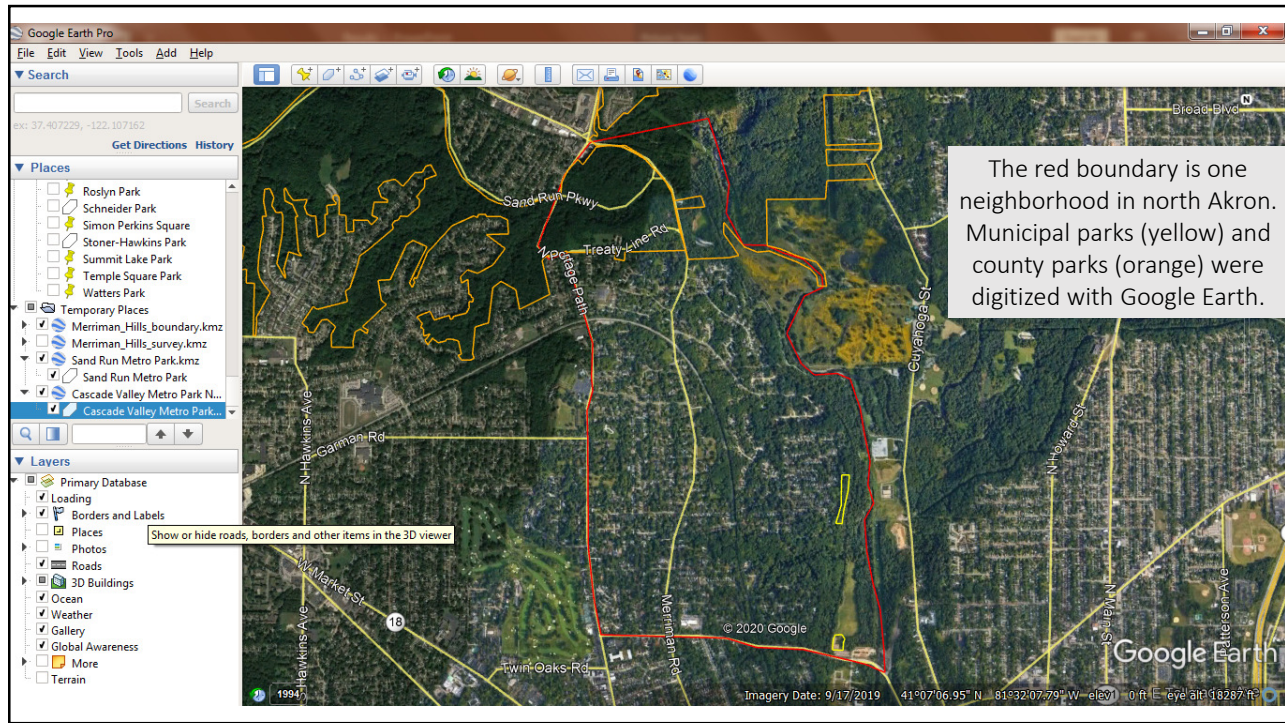 Google Earth Pro
File Edit View Tools Add Help
Search
Search
ex: 37.407229, -122.107162
Get Directions History
Places
Roslyn Park
Schneider Park
Simon Perkins Square
Stoner-Hawkins Park
Summit Lake Park
Temple Square Park
Watters Park
Temporary Places
Merriman_Hills_boundary.kmz
Merriman_Hills_survey.kmz
Sand Run Metro Park.kmz
Sand Run Metro Park
Cascade Valley Metro Park N...
Cascade Valley Metro Park...
Layers
Primary Database
Loading
Borders and Labels
Places
Photos
Roads
3D Buildings
Ocean
Weather
Gallery
Global Awareness
More
Terrain
Show or hide roads, borders and other items in the 3D viewer
Broad Blvd
N
The red boundary is one
neighborhood in north Akron.
Municipal parks (yellow) and
county parks (orange) were
digitized with Google Earth.
Sand Run Pkwy
Treaty Line Rd
N Portage Path
Cuyahoga St
N Howard St
Garman Rd
N Hawkins Ave
W Market St
18
S Hawkins Ave
Merriman Rd
Twin Oaks Rd
N Main St
Patterson Ave
© 2020 Google
Google Earth
1994
Imagery Date: 9/17/2019 41°07'06.95" N 81°32'07.79" W elev 0 ft eye alt 18287 ft